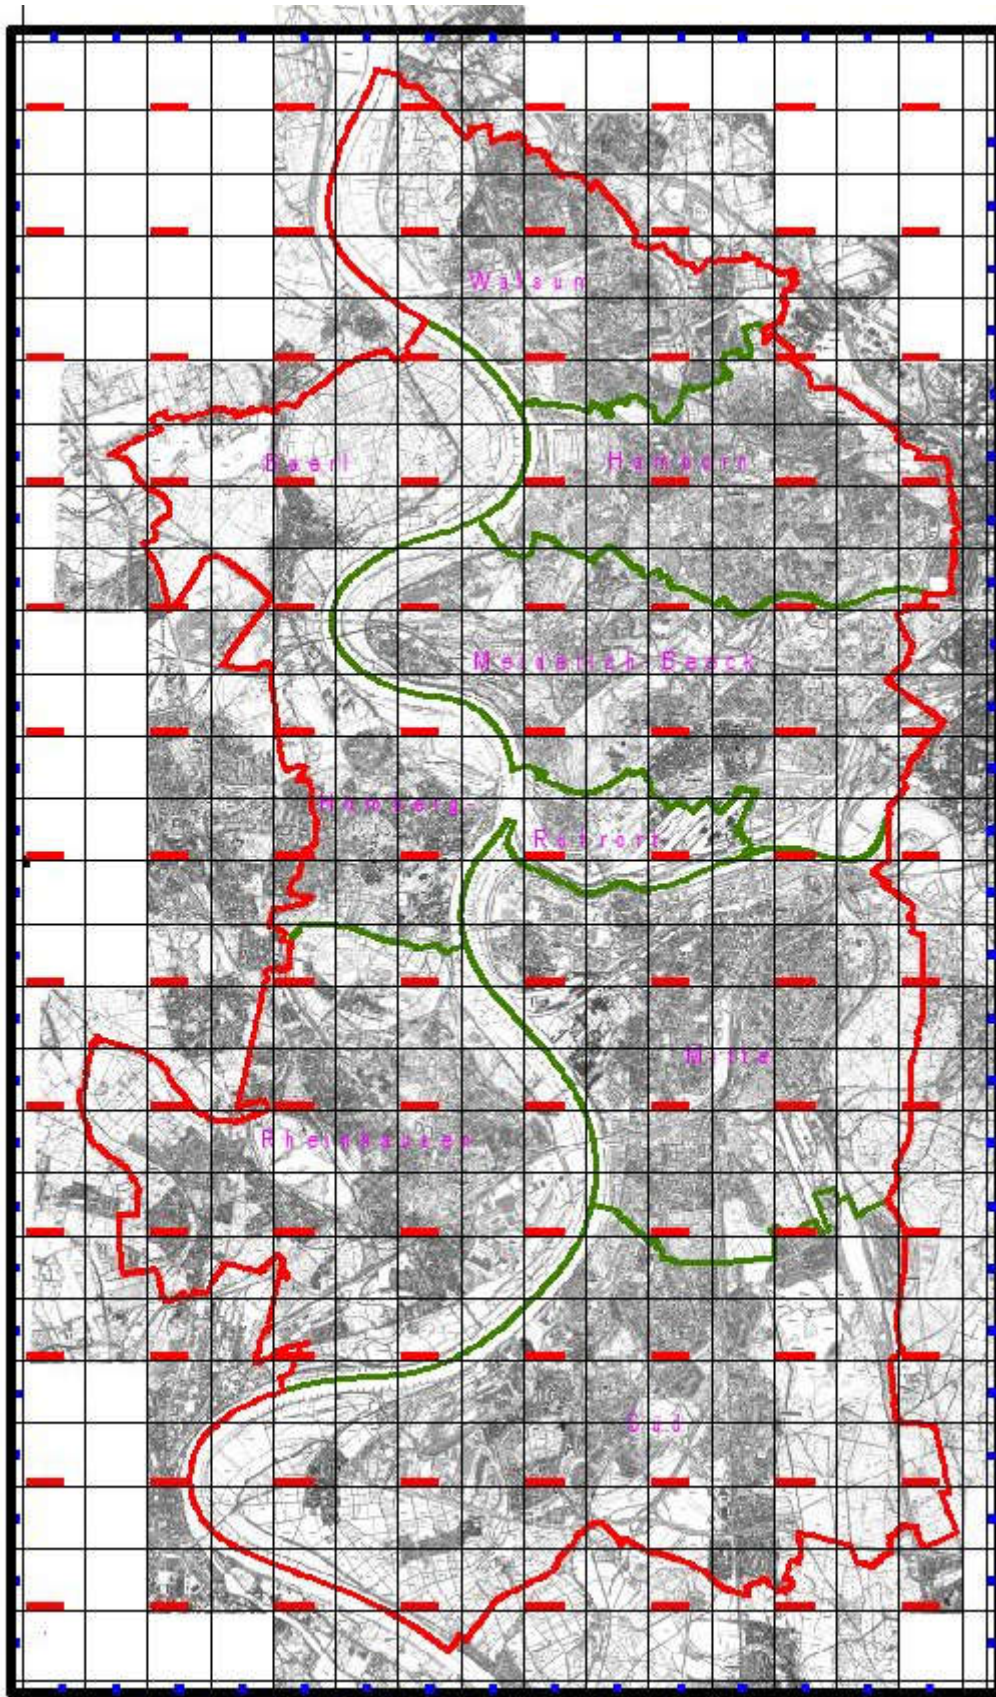 Walsum
Baerl
Hamborn
Meiderich-Beeck
Homberg-
Ruhrort
Mitte
Rheinhausen
Süd